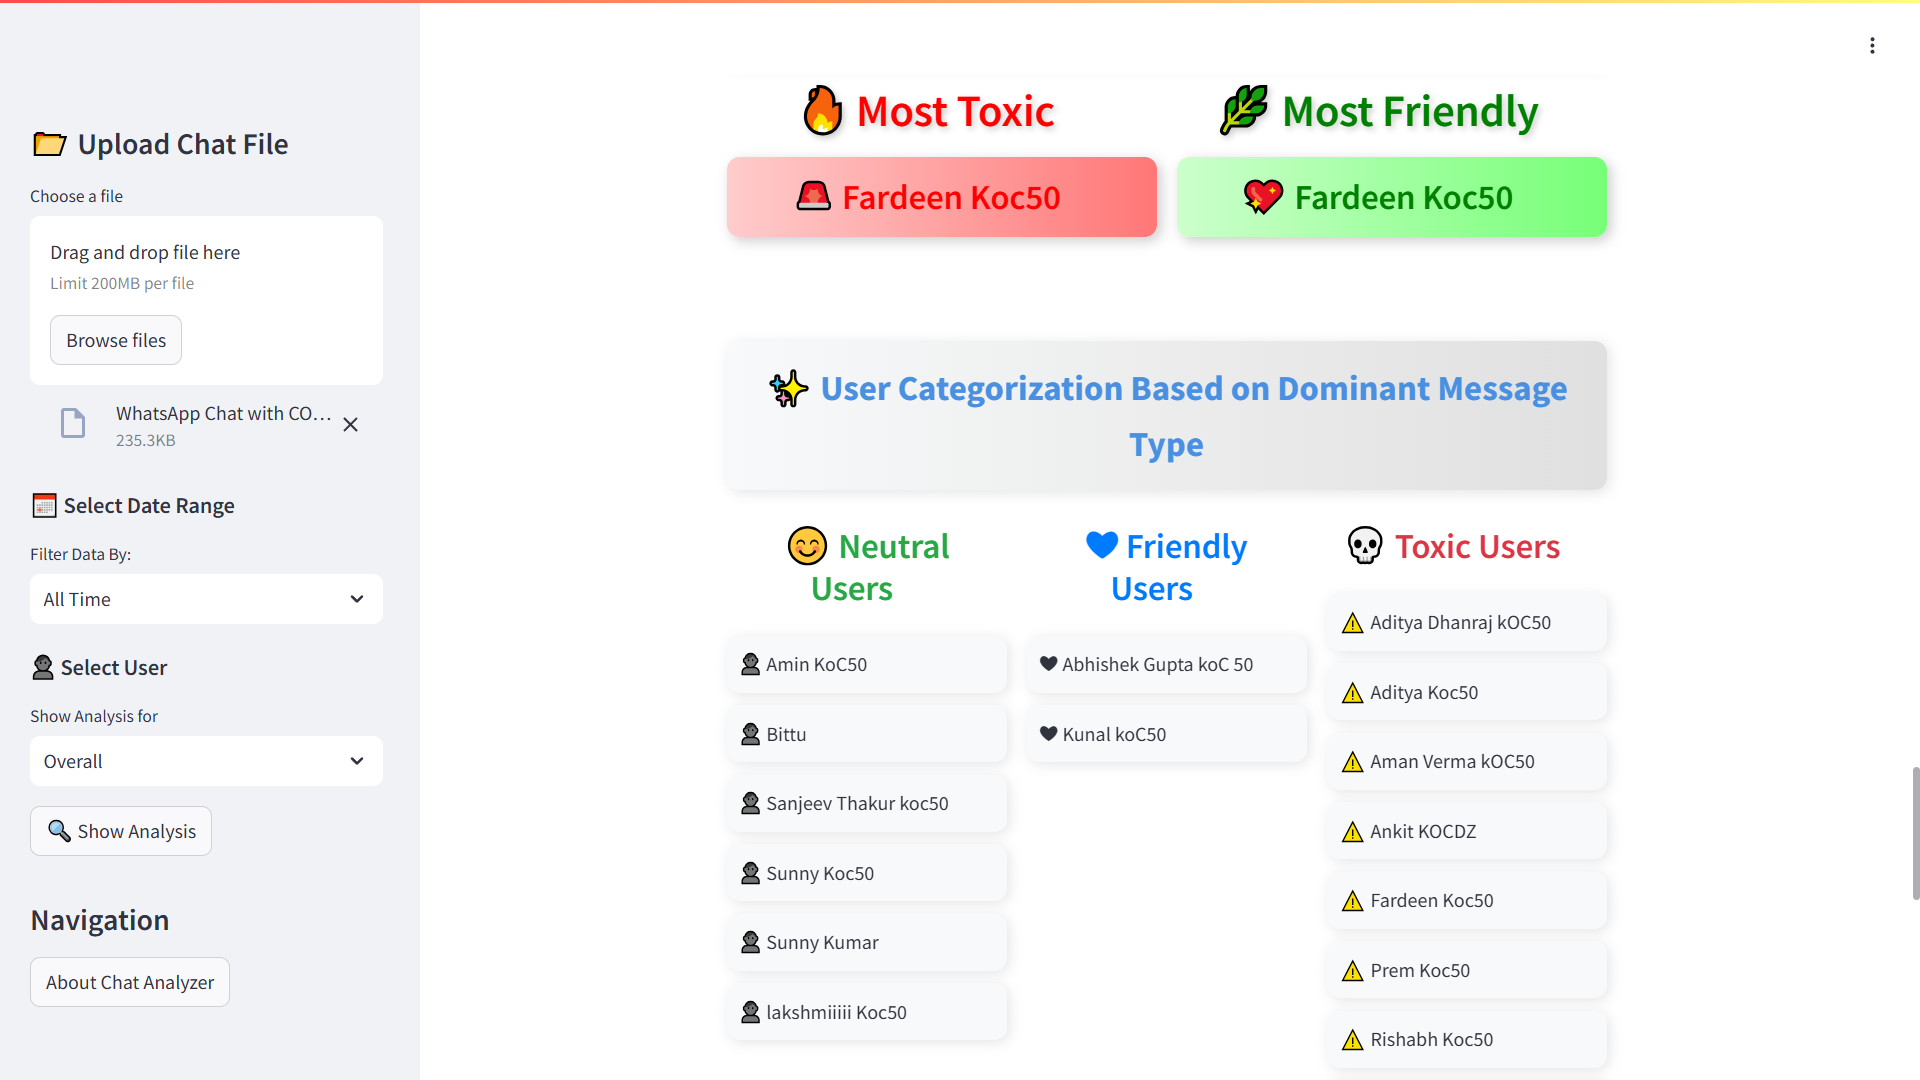 Upload Chat File
Choose a file
Drag and drop file here
Limit 200MB per file
Browse files
WhatsApp Chat with CO...
235.3KB
Select Date Range
Filter Data By:
All Time
Select User
Show Analysis for
Overall
Show Analysis
Navigation
About Chat Analyzer
Most Toxic
Fardeen Koc50
Most Friendly
Fardeen Koc50
User Categorization Based on Dominant Message
Type
Neutral
Users
Amin KoC50
Bittu
Sanjeev Thakur koc50
Sunny Koc50
Sunny Kumar
lakshmiiiii Koc50
Friendly
Users
Abhishek Gupta koC 50
Kunal koC50
Toxic Users
Aditya Dhanraj kOC50
Aditya Koc50
Aman Verma kOC50
Ankit KOCDZ
Fardeen Koc50
Prem Koc50
Rishabh Koc50